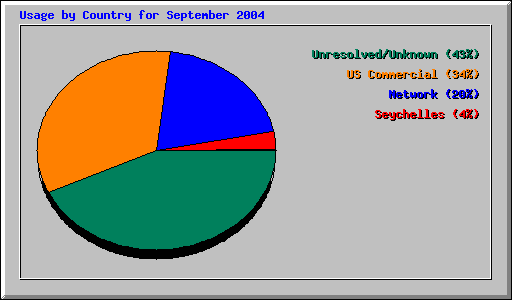 Usage by Country for September 2004
Unresolved/Unknown (43%)
US Commercial (34%)
Network (20%)
Seychelles (4%)